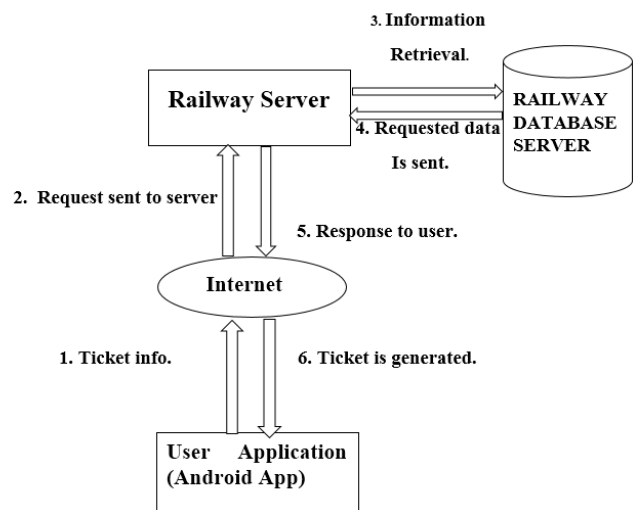 3. Information
Retrieval.
Railway Server
RAILWAY
DATABASE
SERVER
4. Requested data
Is sent.
2. Request sent to server
5. Response to user.
Internet
1. Ticket info.
6. Ticket is generated.
User Application
(Android App)